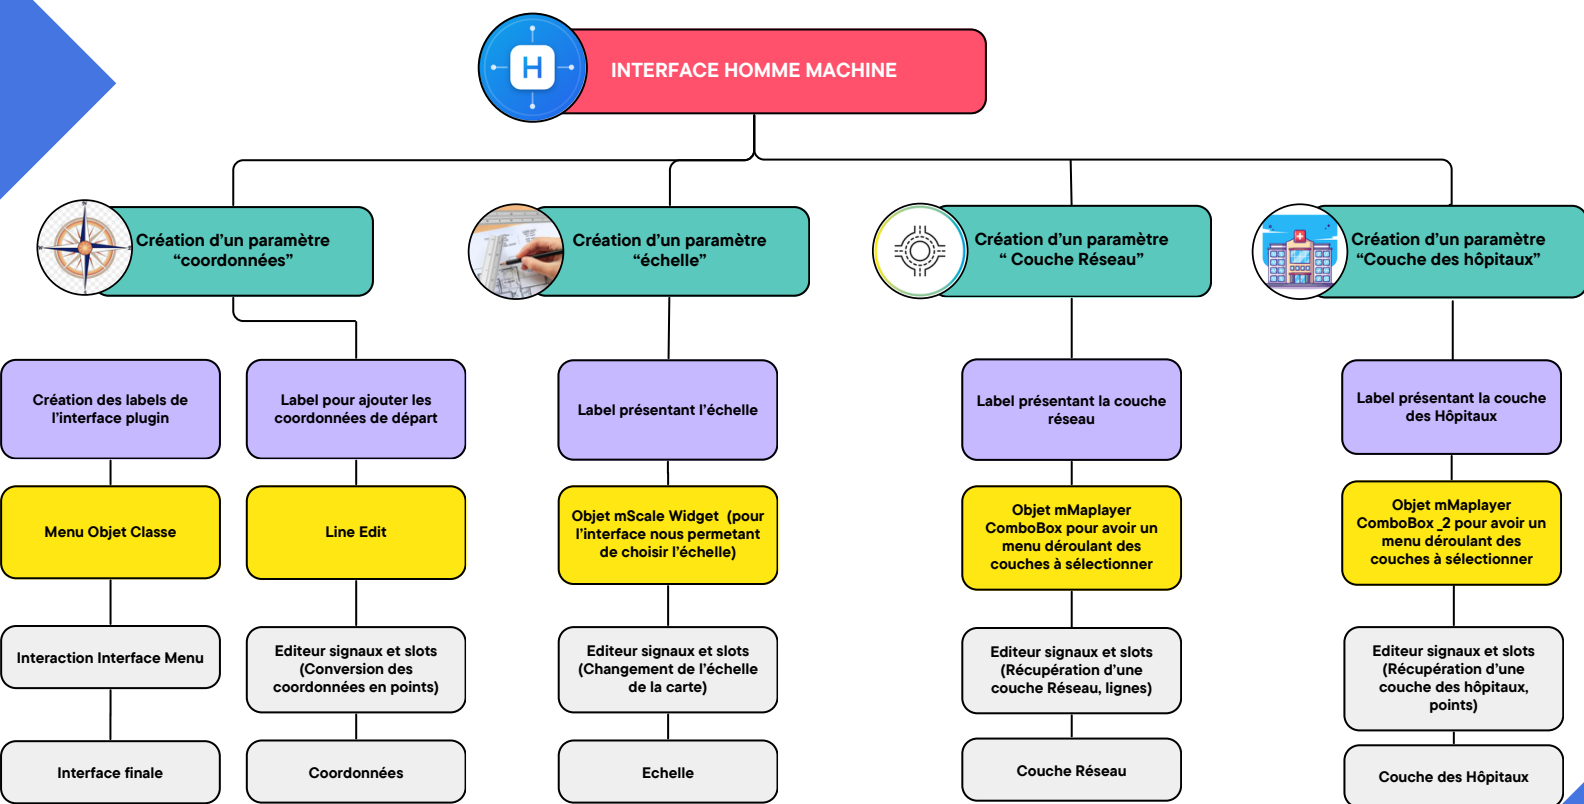 H
INTERFACE HOMME MACHINE
Création d'un paramètre
“coordonnées”
Création d'un paramètre
“échelle”
Création d'un paramètre
“ Couche Réseau”
Création d'un paramètre
“Couche des hôpitaux”
Création des labels de
l'interface plugin
Label pour ajouter les
coordonnées de départ
Label présentant l'échelle
Label présentant la couche
réseau
Label présentant la couche
des Hôpitaux
Menu Objet Classe
Line Edit
Objet mScale Widget (pour
l'interface nous permetant
de choisir l'échelle)
Objet mMaplayer
ComboBox pour avoir un
menu déroulant des
couches à sélectionner
Objet mMaplayer
ComboBox _2 pour avoir un
menu déroulant des
couches à sélectionner
Interaction Interface Menu
Editeur signaux et slots
(Conversion des
coordonnées en points)
Editeur signaux et slots
(Changement de l'échelle
de la carte)
Editeur signaux et slots
(Récupération d'une
couche Réseau, lignes)
Editeur signaux et slots
(Récupération d'une
couche des hôpitaux,
points)
Interface finale
Coordonnées
Echelle
Couche Réseau
Couche des Hôpitaux